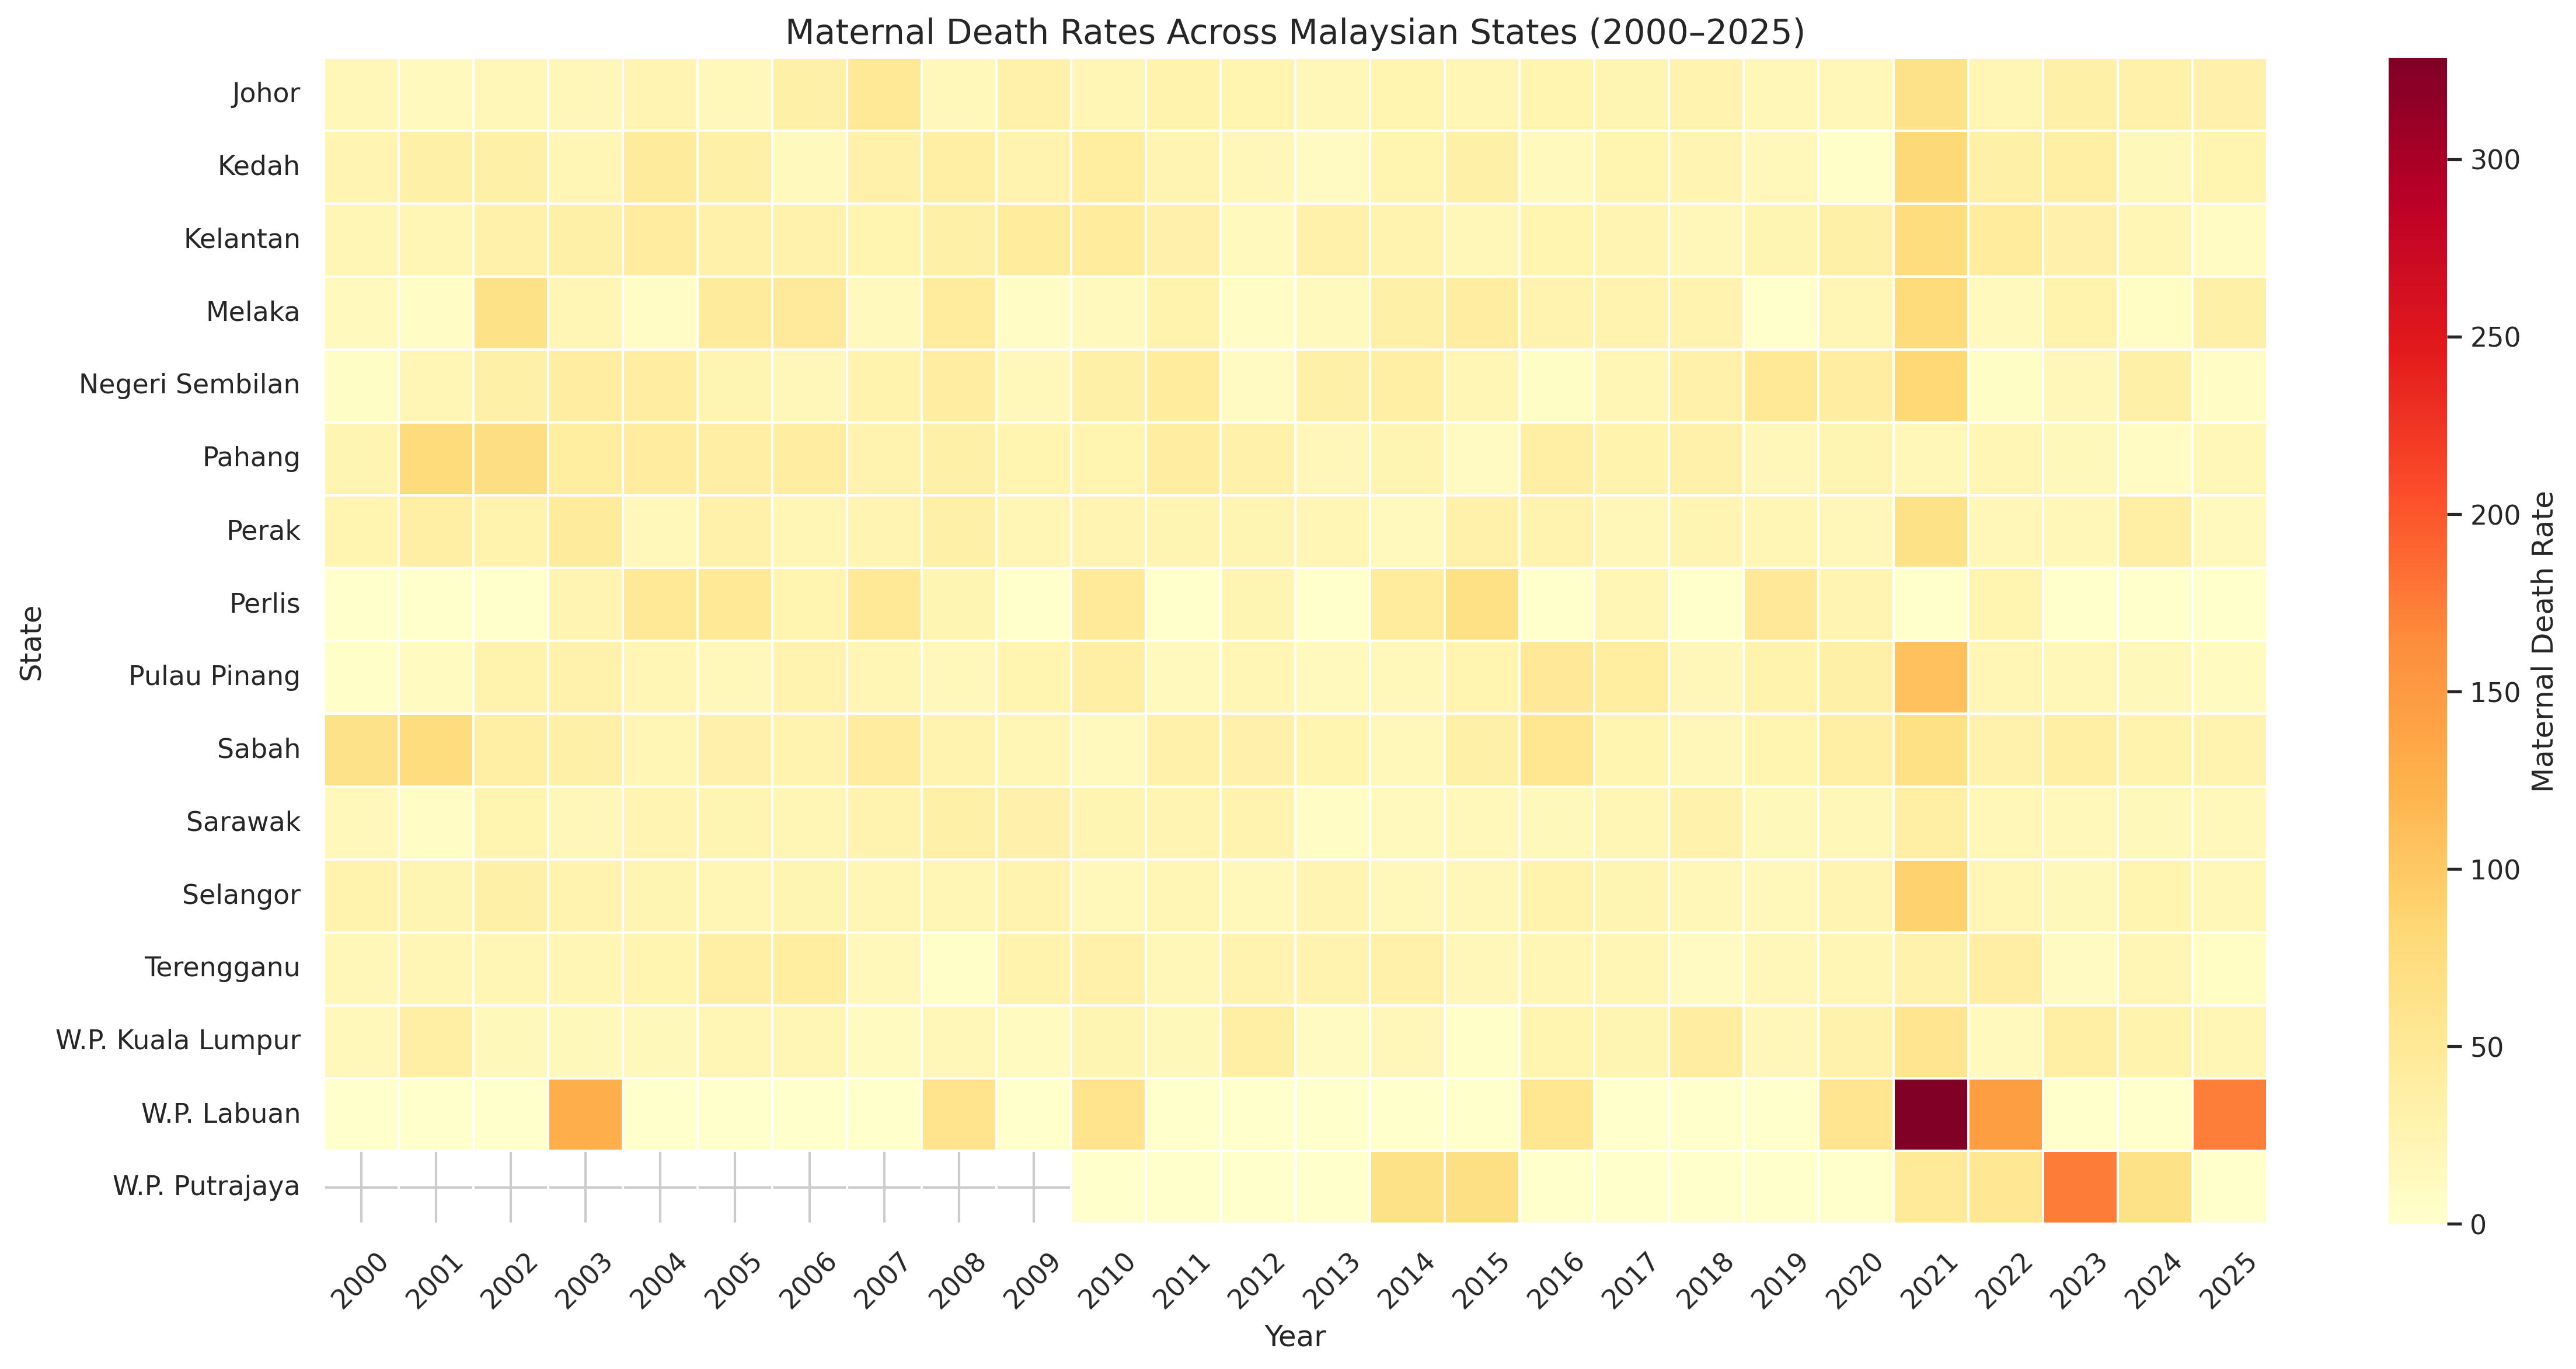 Maternal Death Rates Across Malaysian States (2000–2025)
Johor
Kedah
Kelantan
Melaka
Negeri Sembilan
Pahang
Perak
Perlis
Pulau Pinang
Sabah
Sarawak
Selangor
Terengganu
W.P. Kuala Lumpur
W.P. Labuan
W.P. Putrajaya
State
2000 2001 2002 2003 2004 2005 2006 2007 2008 2009 2010 2011 2012 2013 2014 2015 2016 2017 2018 2019 2020 2021 2022 2023 2024 2025
Year
300
250
200
150
100
50
0
Maternal Death Rate